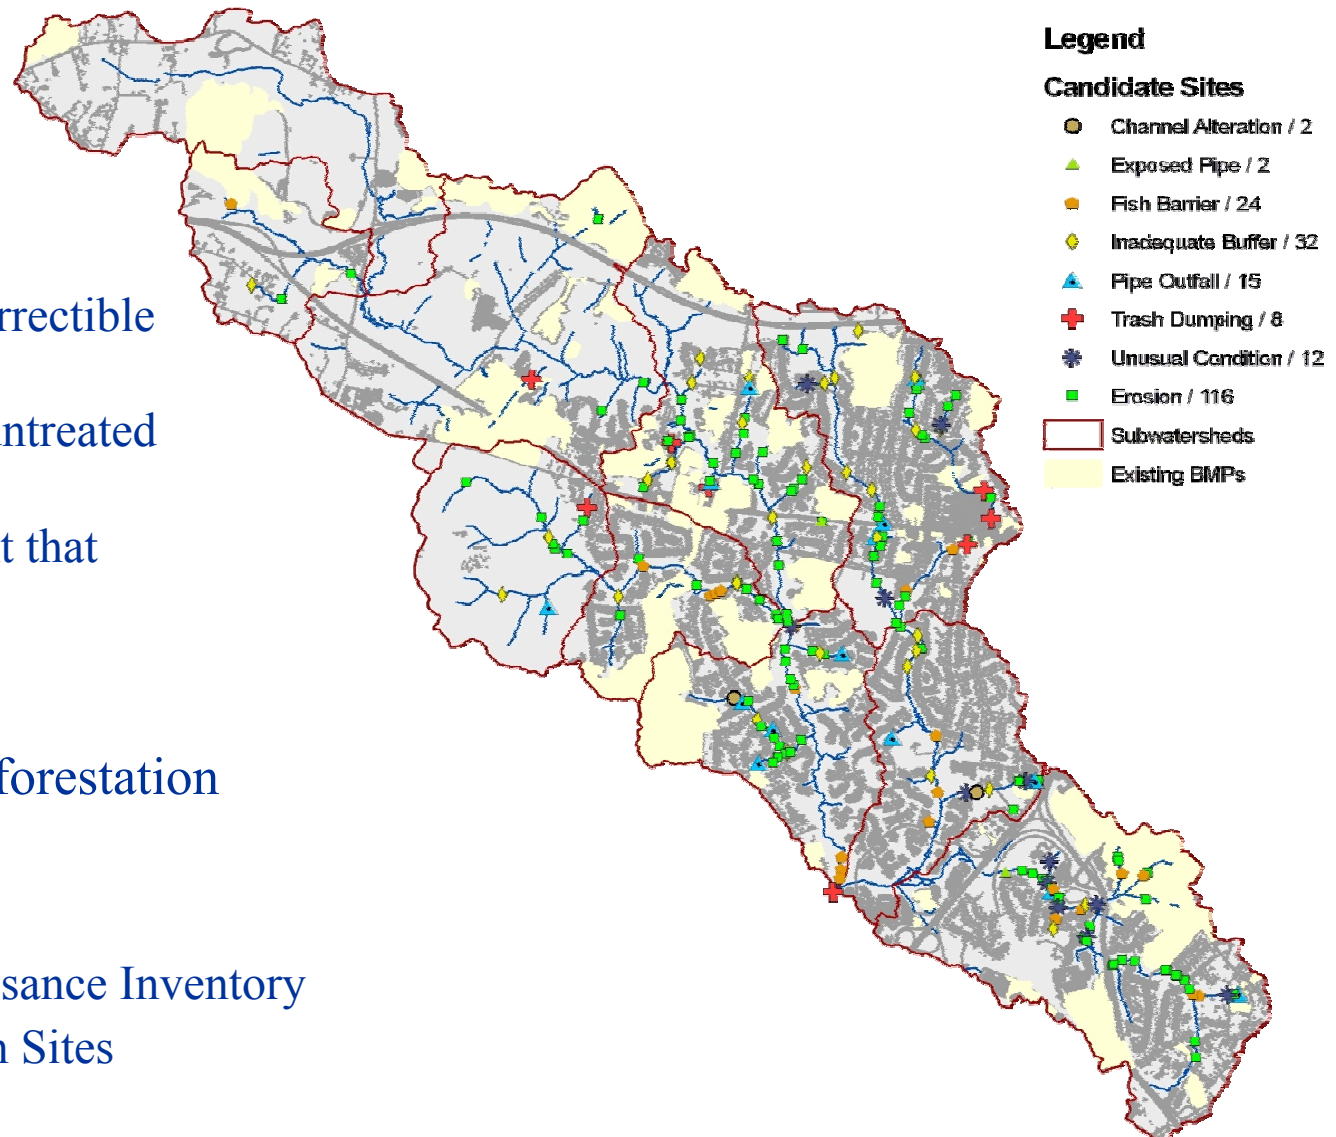 rrectible
ntreated
t that
forestation
sance Inventory
n Sites
Legend
Candidate Sites
Channel Alteration / 2
Exposed Pipe / 2
Fish Barrier / 24
Inadequate Buffer / 32
Pipe Outfall / 15
Trash Dumping / 8
Unusual Condition / 12
Erosion / 116
Subwatersheds
Existing BMPs